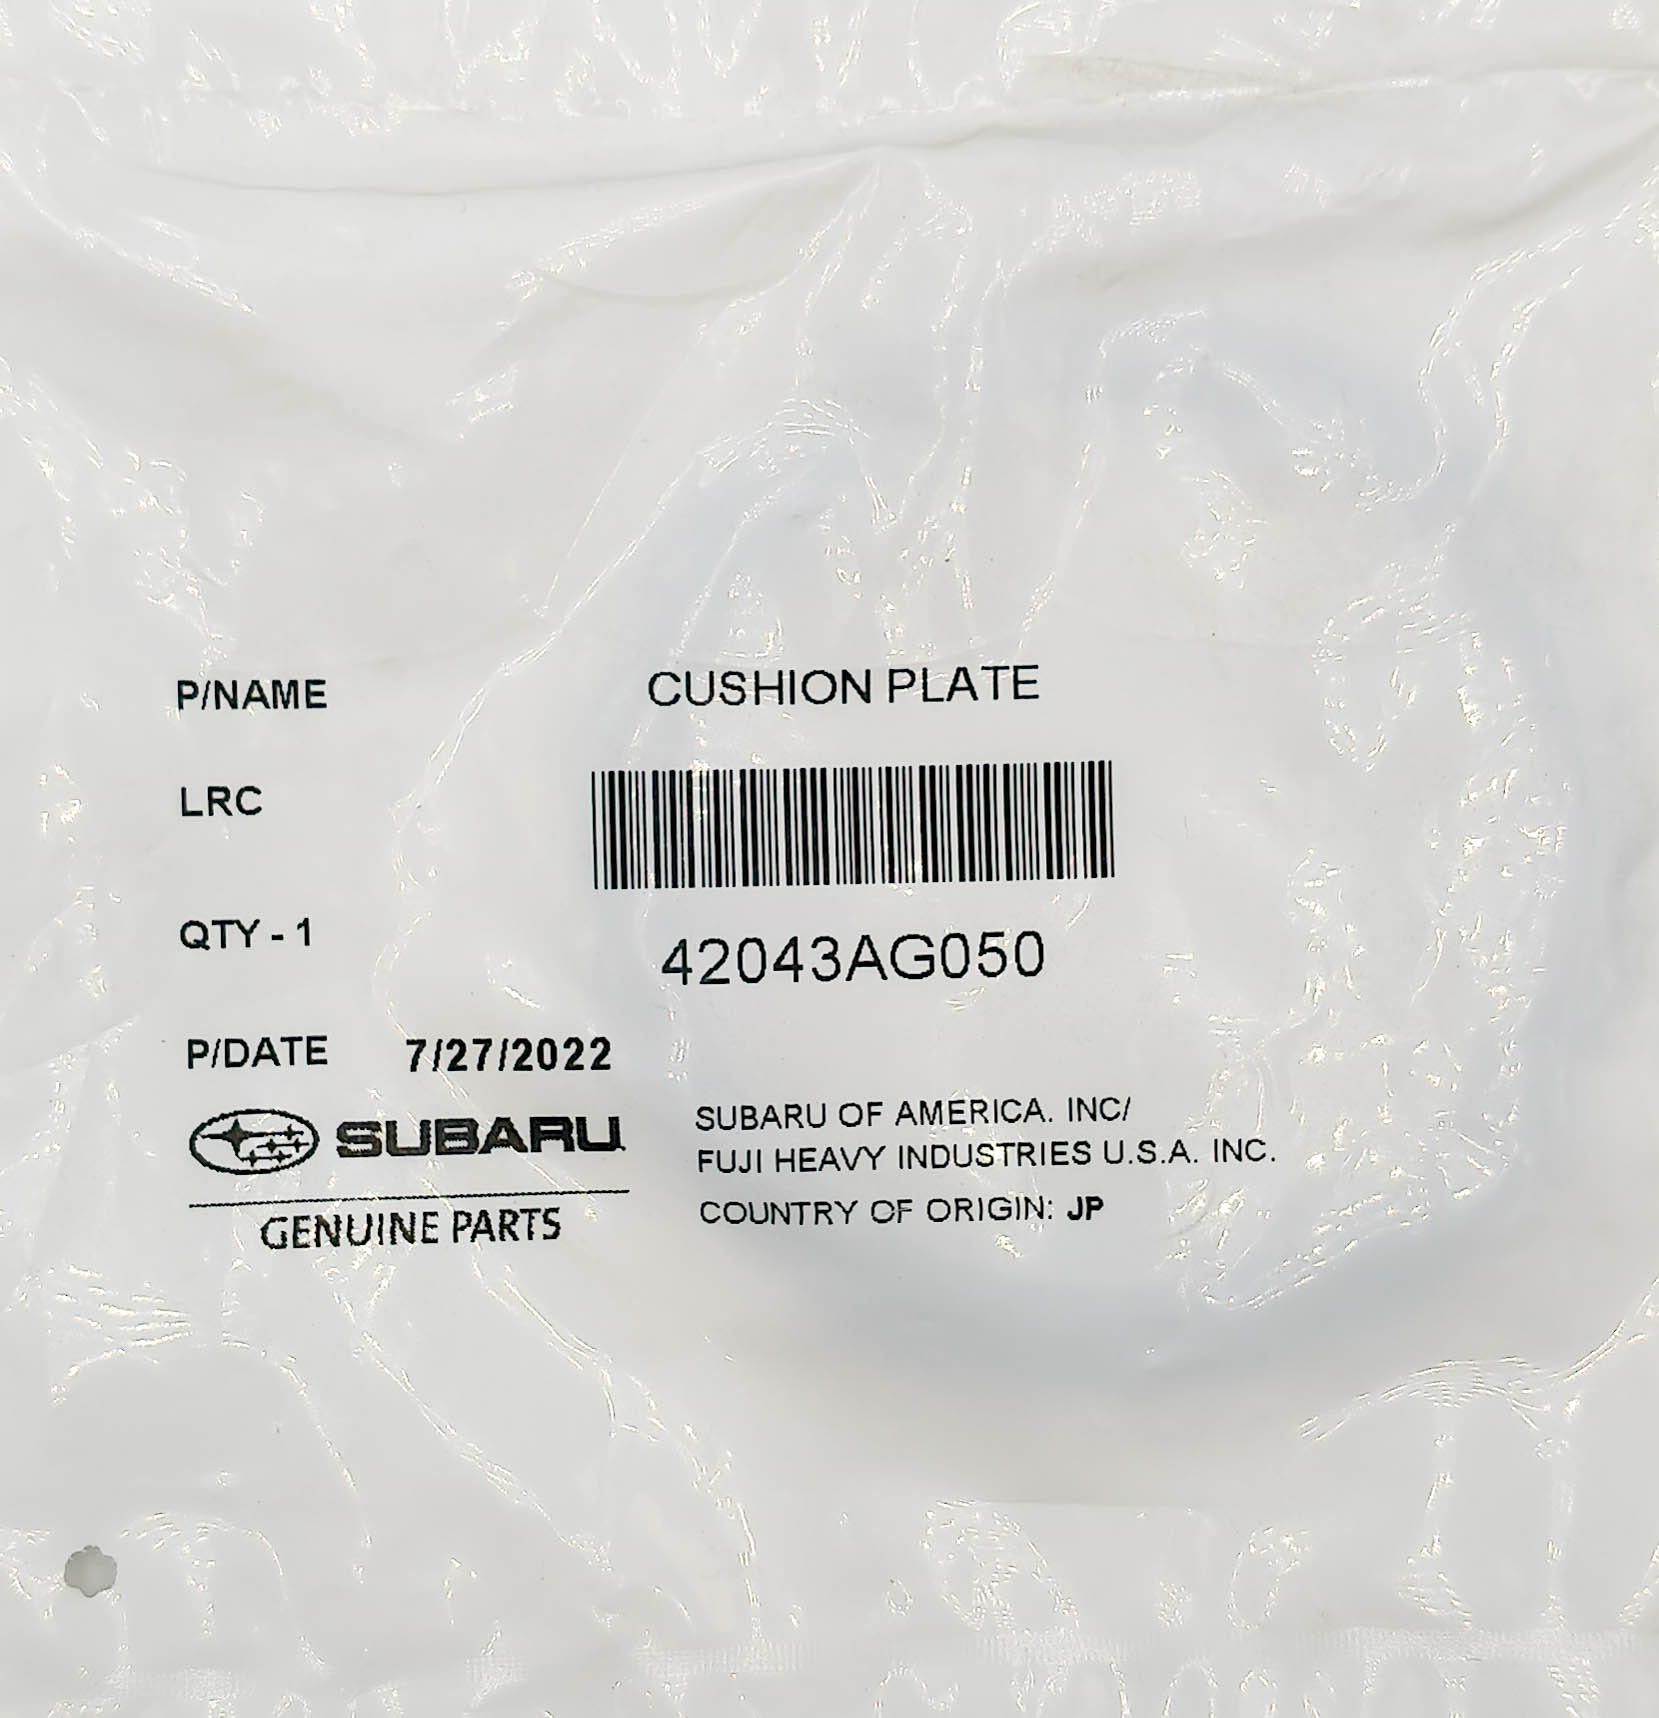 P/NAME CUSHION PLATE
LRC
QTY - 1 42043AG050
P/DATE 7/27/2022
SUBARU
GENUINE PARTS
SUBARU OF AMERICA. INC/
FUJI HEAVY INDUSTRIES U.S.A. INC.
COUNTRY OF ORIGIN: JP